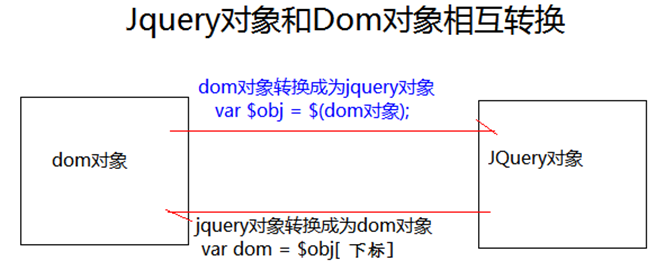 Jquery对象和Dom对象相互转换
dom对象转换成为jquery对象
var $obj = $(dom对象);
dom对象
JQuery对象
jquery对象转换成为dom对象
var dom = $obj[ 下标]